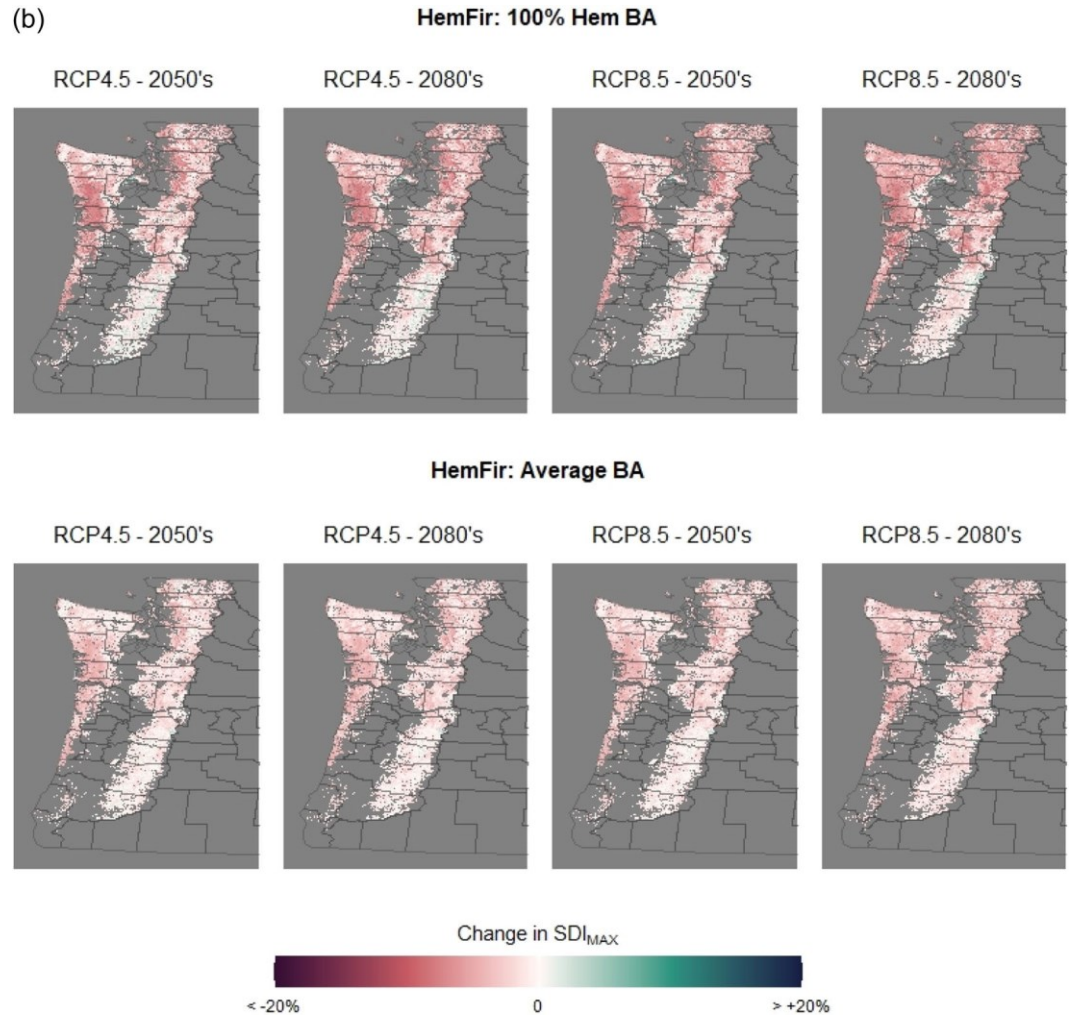 (b)
HemFir: 100% Hem BA
RCP4.5 - 2050's RCP4.5 - 2080's RCP8.5 - 2050's RCP8.5 - 2080's
HemFir: Average BA
RCP4.5 - 2050's RCP4.5 - 2080's RCP8.5 - 2050's RCP8.5 - 2080's
Change in SDIMAX
< -20% 0 > +20%